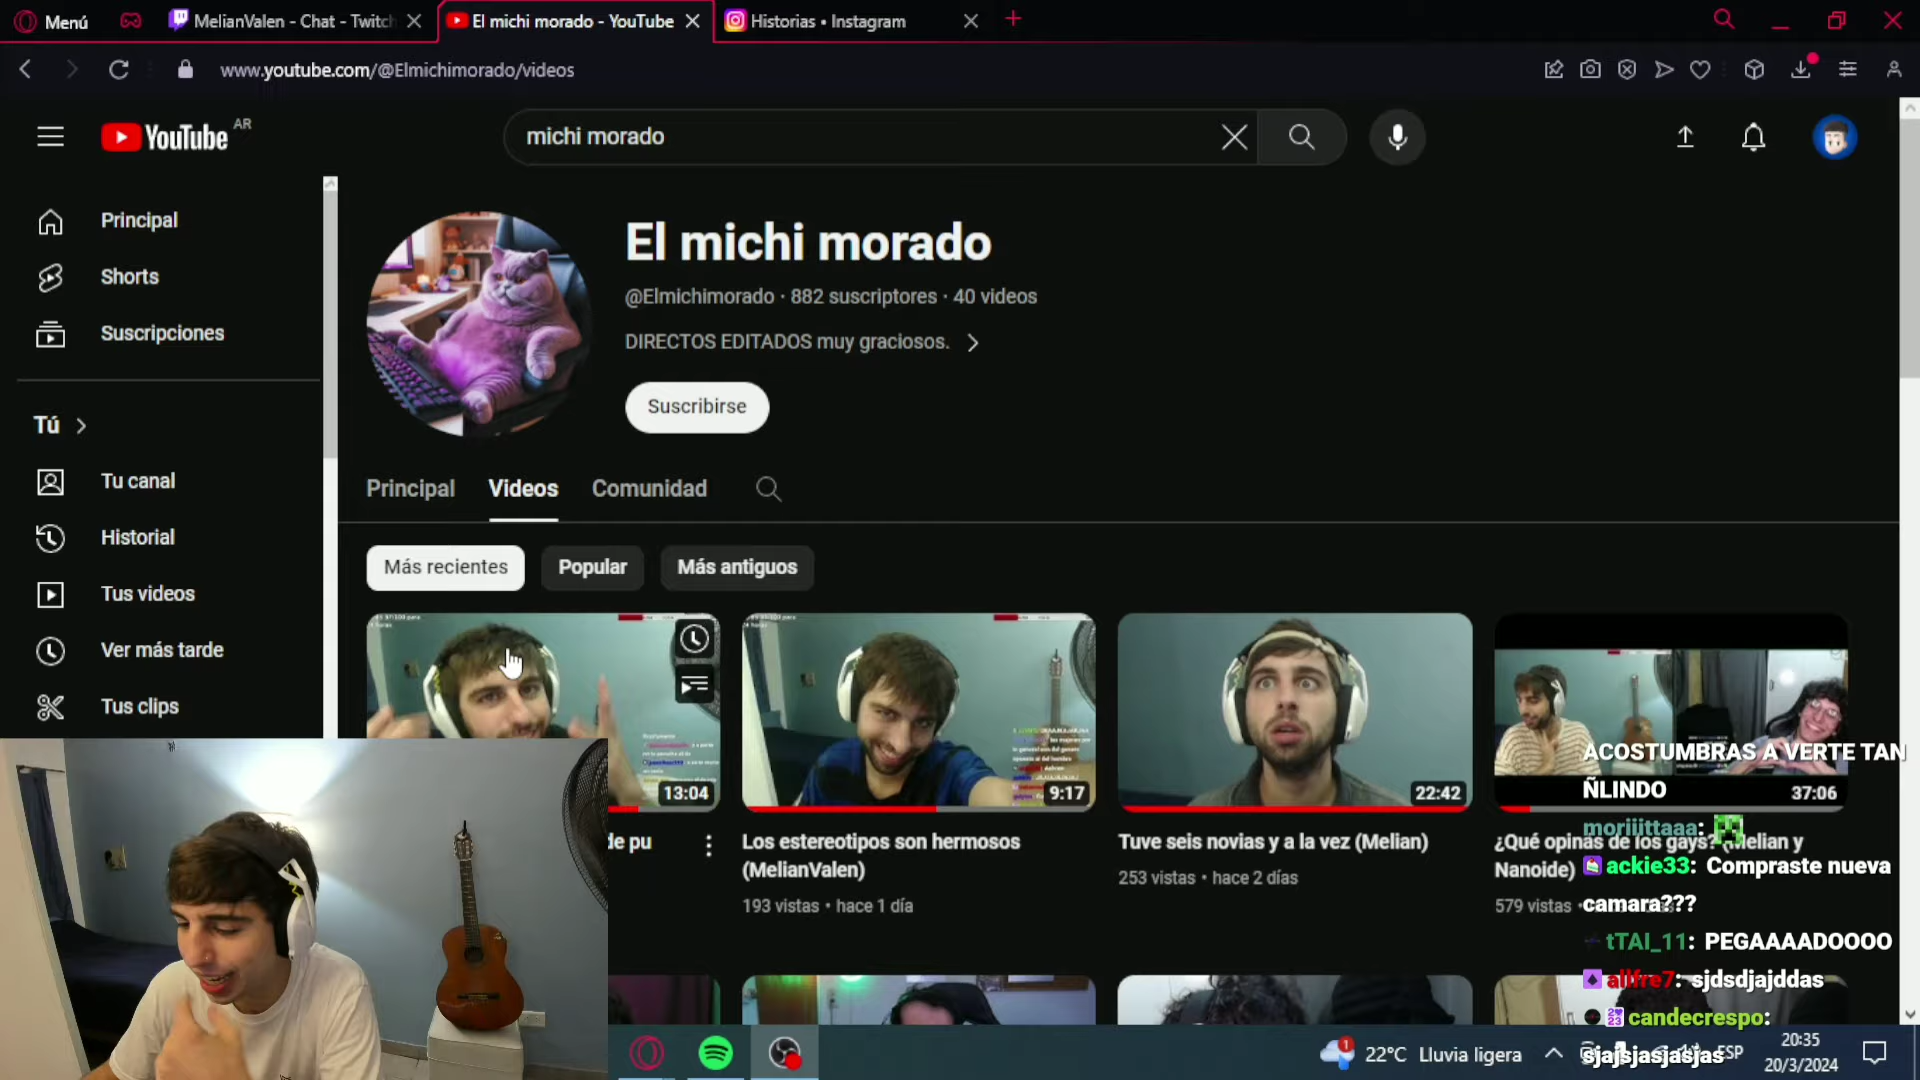 Menú
MelianValen - Chat - Twitch
El michi morado - YouTube
Historias • Instagram
www.youtube.com/@Elmichimorado/videos
YouTube AR
michi morado
Principal
Shorts
Suscripciones
Tú
Tu canal
Historial
Tus videos
Ver más tarde
Tus clips
El michi morado
@Elmichimorado · 882 suscriptores · 40 videos
DIRECTOS EDITADOS muy graciosos.
Suscribirse
Principal
Videos
Comunidad
Más recientes
Popular
Más antiguos
13:04
9:17
22:42
37:06
de pu
Los estereotipos son hermosos
(MelianValen)
193 vistas • hace 1 día
Tuve seis novias y a la vez (Melian)
253 vistas • hace 2 días
¿Qué opinas de los gays? (Melian y
Nanoide)
579 vistas
ACOSTUMBRAS A VERTE TAN
ÑLINDO
moriiittaaa:
ackie33: Compraste nueva
camara???
tTAI_11: PEGAAAADOOOO
allfre7: sjdsdjajddas
candecrespo:
sjajsjasjasjas
1
22°C Lluvia ligera
ESP
20:35
20/3/2024